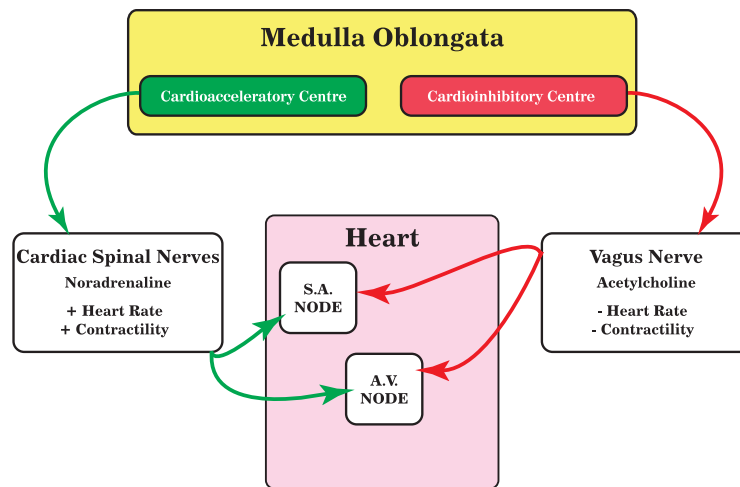 Medulla Oblongata
Cardioacceleratory Centre
Cardioinhibitory Centre
Cardiac Spinal Nerves
Noradrenaline
+ Heart Rate
+ Contractility
Heart
S.A.
NODE
A.V.
NODE
Vagus Nerve
Acetylcholine
- Heart Rate
- Contractility